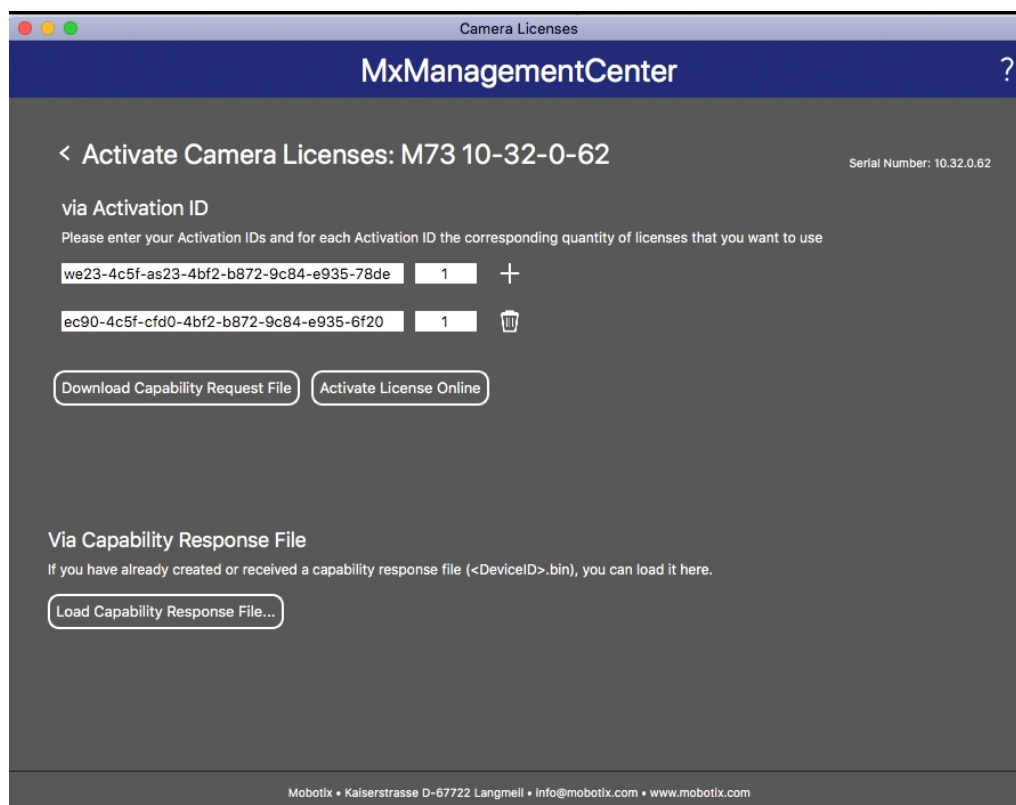 Camera Licenses
MxManagementCenter ?
< Activate Camera Licenses: M73 10-32-0-62
Serial Number: 10.32.0.62
via Activation ID
Please enter your Activation IDs and for each Activation ID the corresponding quantity of licenses that you want to use
we23-4c5f-as23-4bf2-b872-9c84-e935-78de 1 +
ec90-4c5f-cfd0-4bf2-b872-9c84-e935-6f20 1
Download Capability Request File Activate License Online
Via Capability Response File
If you have already created or received a capability response file (<DeviceID>.bin), you can load it here.
Load Capability Response File...
Mobotix • Kaiserstrasse D-67722 Langmeil • info@mobotix.com • www.mobotix.com